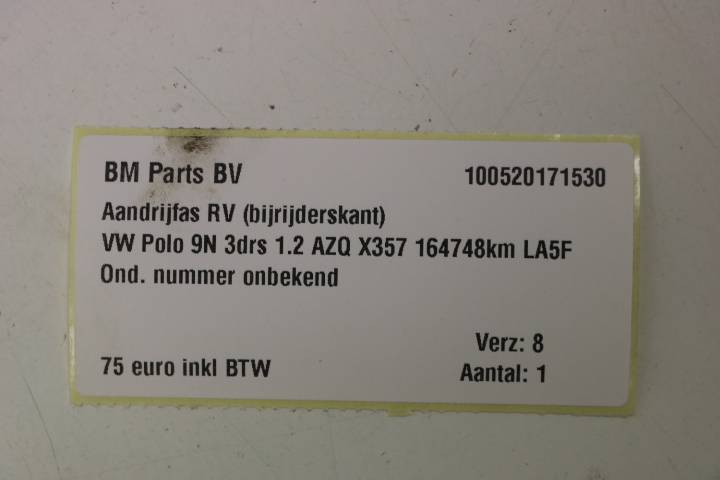 BM Parts BV 100520171530
Aandrijfas RV (bijrijderskant)
VW Polo 9N 3drs 1.2 AZQ X357 164748km LA5F
Ond. nummer onbekend
Verz: 8
75 euro inkl BTW Aantal: 1